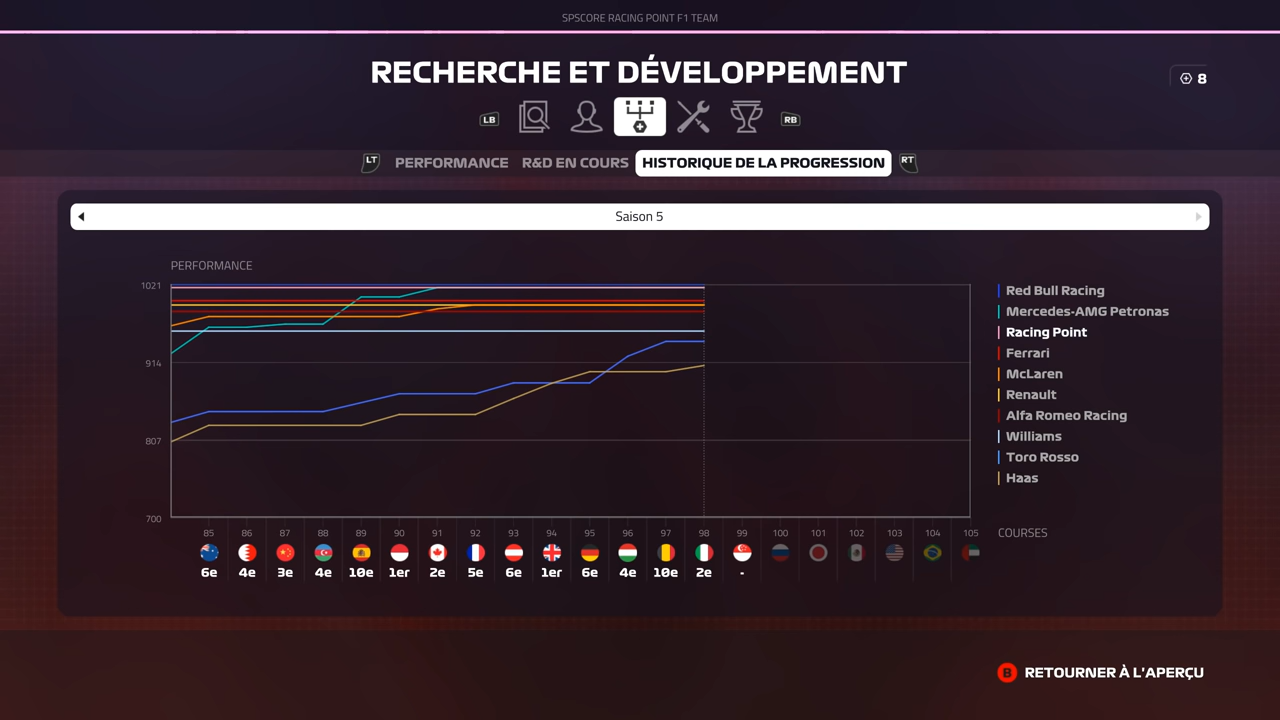 SPSCORE RACING POINT F1 TEAM
RECHERCHE ET DÉVELOPPEMENT
8
LB
RB
LT
PERFORMANCE
R&D EN COURS
HISTORIQUE DE LA PROGRESSION
RT
Saison 5
PERFORMANCE
1021
914
807
700
Red Bull Racing
Mercedes-AMG Petronas
Racing Point
Ferrari
McLaren
Renault
Alfa Romeo Racing
Williams
Toro Rosso
Haas
85 86 87 88 89 90 91 92 93 94 95 96 97 98 99 100 101 102 103 104 105
COURSES
6e 4e 3e 4e 10e 1er 2e 5e 6e 1er 6e 4e 10e 2e -
B RETOURNER À L'APERÇU